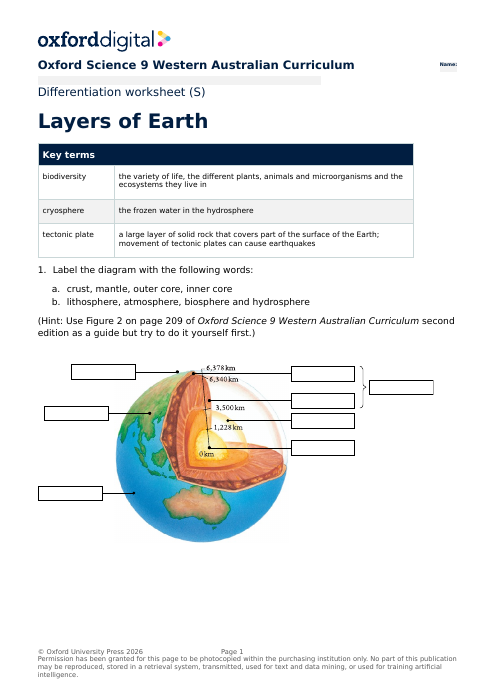 oxforddigital
Oxford Science 9 Western Australian Curriculum
Name:
Differentiation worksheet (S)
Layers of Earth
Key terms
biodiversity the variety of life, the different plants, animals and microorganisms and the
ecosystems they live in
cryosphere the frozen water in the hydrosphere
tectonic plate a large layer of solid rock that covers part of the surface of the Earth;
movement of tectonic plates can cause earthquakes
1. Label the diagram with the following words:
a. crust, mantle, outer core, inner core
b. lithosphere, atmosphere, biosphere and hydrosphere
(Hint: Use Figure 2 on page 209 of Oxford Science 9 Western Australian Curriculum second
edition as a guide but try to do it yourself first.)
6,378 km
6,340 km
3,500 km
1,228 km
0 km
© Oxford University Press 2026 Page 1
Permission has been granted for this page to be photocopied within the purchasing institution only. No part of this publication
may be reproduced, stored in a retrieval system, transmitted, used for text and data mining, or used for training artificial
intelligence.